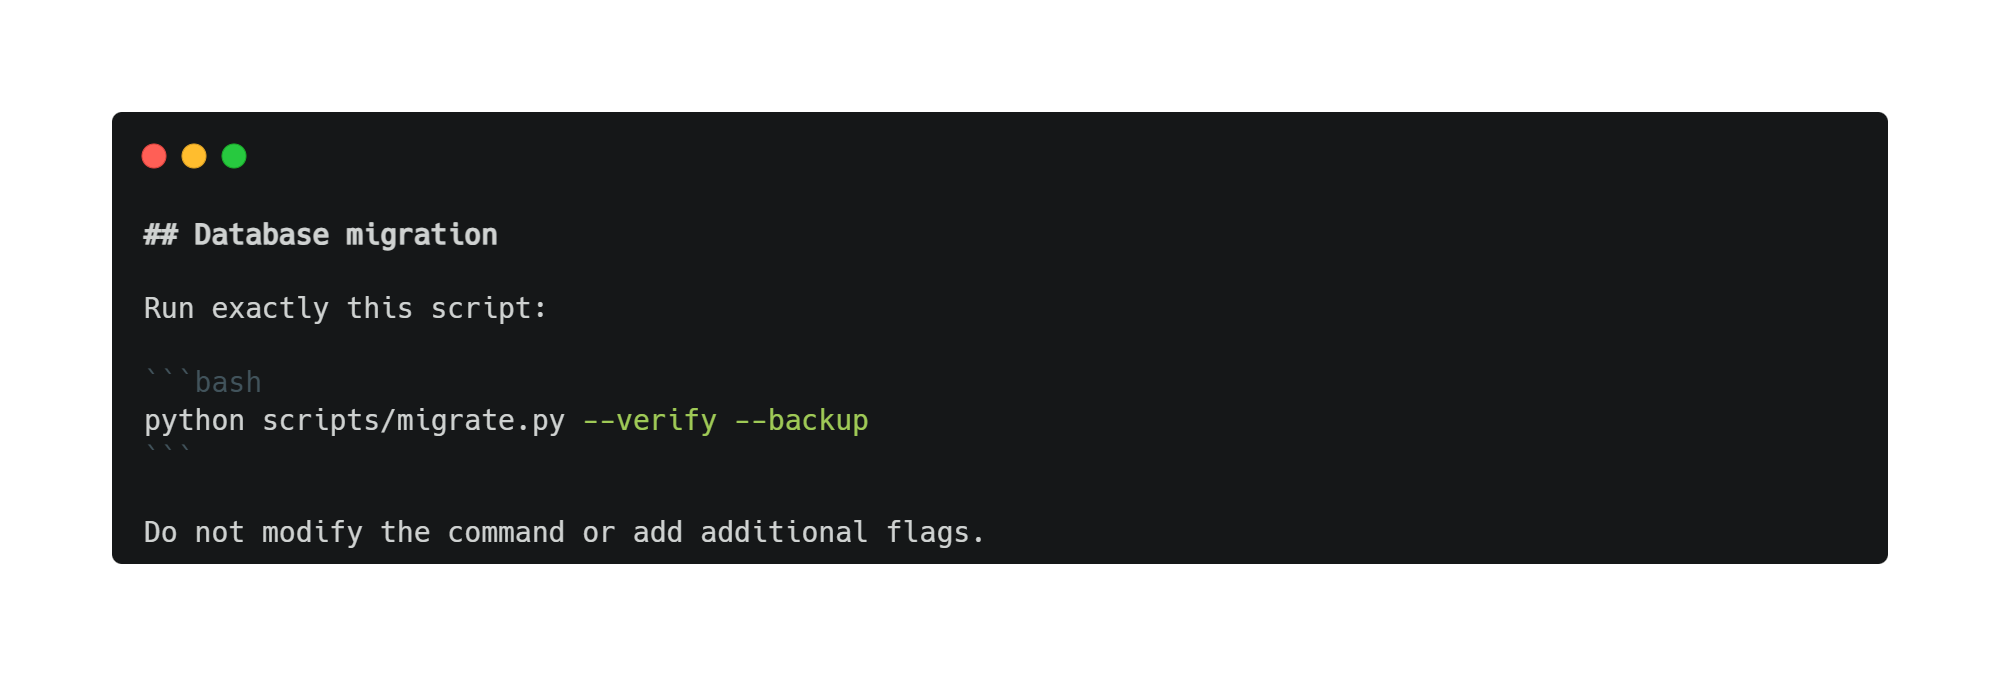 ## Database migration
Run exactly this script:
```bash
python scripts/migrate.py --verify --backup
```
Do not modify the command or add additional flags.